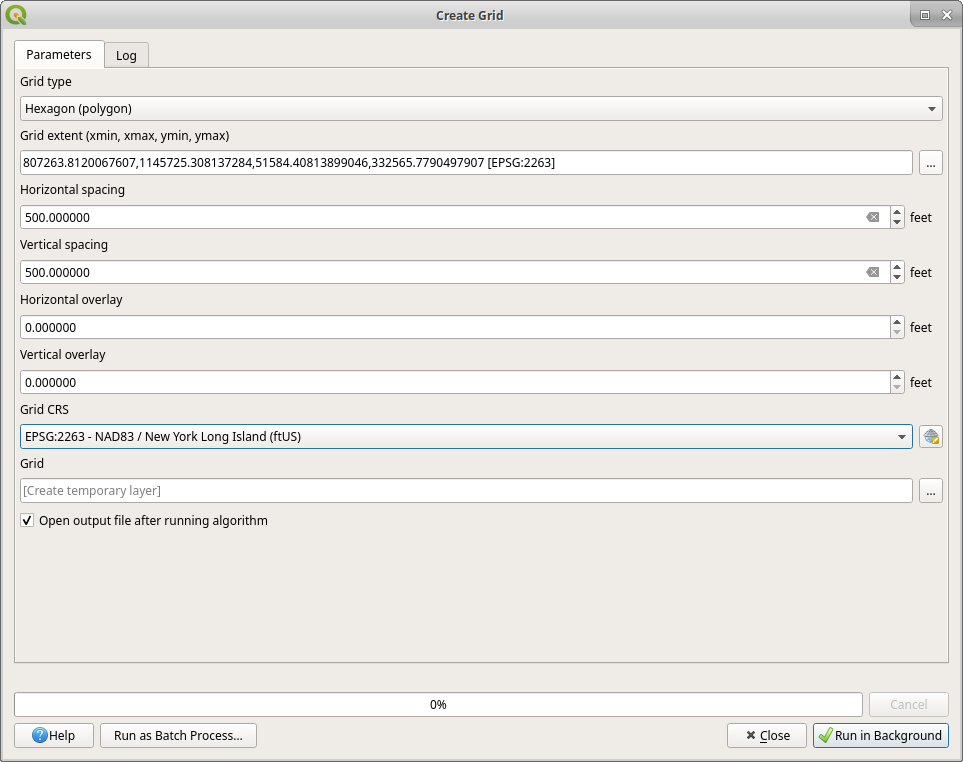 Create Grid
Parameters
Log
Grid type
Hexagon (polygon)
Grid extent (xmin, xmax, ymin, ymax)
807263.8120067607,1145725.308137284,51584.40813899046,332565.7790497907 [EPSG:2263]
...
Horizontal spacing
500.000000
feet
Vertical spacing
500.000000
feet
Horizontal overlay
0.000000
feet
Vertical overlay
0.000000
feet
Grid CRS
EPSG:2263 - NAD83 / New York Long Island (ftUS)
Grid
[Create temporary layer]
...
Open output file after running algorithm
0%
Cancel
Help
Run as Batch Process...
Close
Run in Background